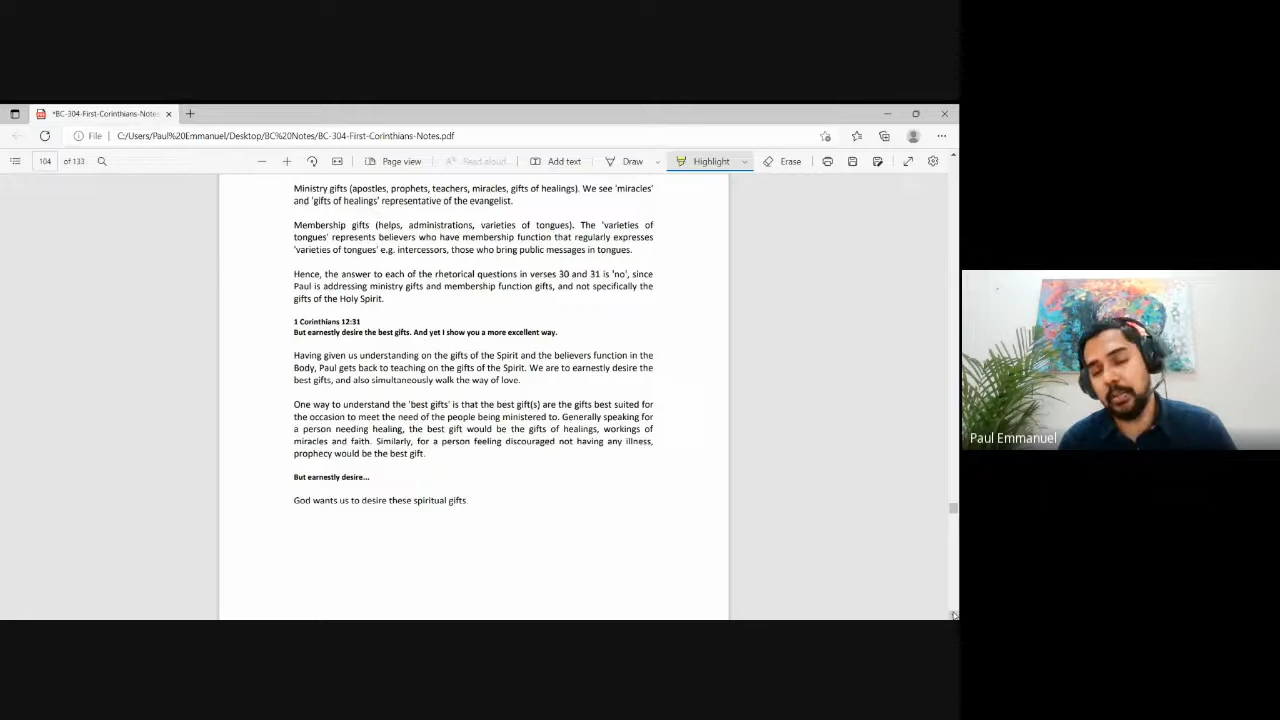 *BC-304-First-Corinthians-Notes
File
C:/Users/Paul%20Emmanuel/Desktop/BC%20Notes/BC-304-First-Corinthians-Notes.pdf
104 of 133
Page view
Read aloud
Add text
Draw
Highlight
Erase
Ministry gifts (apostles, prophets, teachers, miracles, gifts of healings). We see 'miracles'
and 'gifts of healings' representative of the evangelist.
Membership gifts (helps, administrations, varieties of tongues). The 'varieties of
tongues' represents believers who have membership function that regularly expresses
'varieties of tongues' e.g. intercessors, those who bring public messages in tongues.
Hence, the answer to each of the rhetorical questions in verses 30 and 31 is 'no', since
Paul is addressing ministry gifts and membership function gifts, and not specifically the
gifts of the Holy Spirit.
1 Corinthians 12:31
But earnestly desire the best gifts. And yet I show you a more excellent way.
Having given us understanding on the gifts of the Spirit and the believers function in the
Body, Paul gets back to teaching on the gifts of the Spirit. We are to earnestly desire the
best gifts, and also simultaneously walk the way of love.
One way to understand the 'best gifts' is that the best gift(s) are the gifts best suited for
the occasion to meet the need of the people being ministered to. Generally speaking for
a person needing healing, the best gift would be the gifts of healings, workings of
miracles and faith. Similarly, for a person feeling discouraged not having any illness,
prophecy would be the best gift.
But earnestly desire...
God wants us to desire these spiritual gifts.
Paul Emmanuel